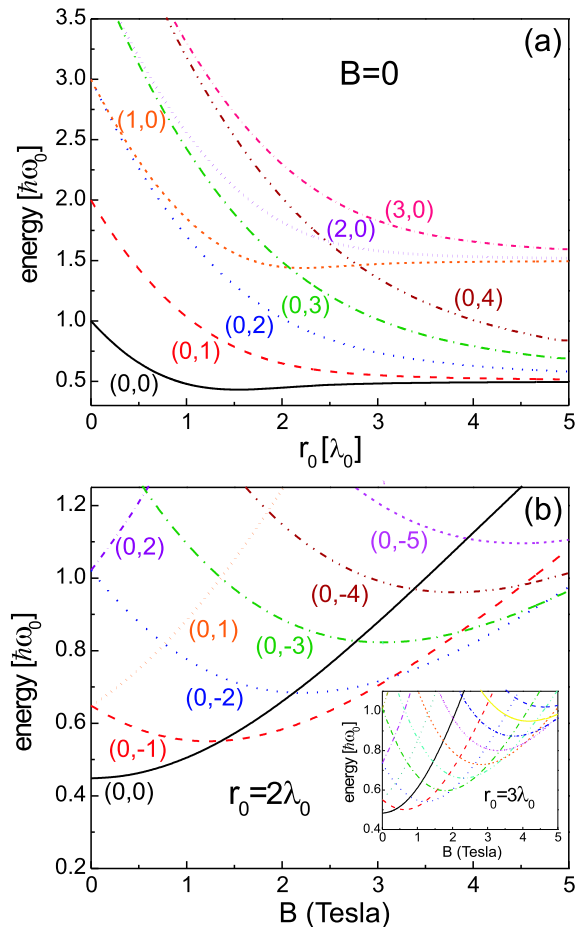 (a)
B=0
3.5
3.0
2.5
2.0
1.5
1.0
0.5
energy [ħω₀]
(1,0)
(3,0)
(2,0)
(0,4)
(0,3)
(0,2)
(0,1)
(0,0)
0 1 2 3 4 5
r₀ [λ₀]
(b)
1.2
1.0
0.8
0.6
0.4
0.2
energy [ħω₀]
(0,2)
(0,-5)
(0,-4)
(0,1)
(0,-3)
(0,-2)
(0,-1)
(0,0)
r₀=2λ₀
1.0
0.8
0.6
0.4
energy [ħω₀]
r₀=3λ₀
0 1 2 3 4 5
B (Tesla)
0 1 2 3 4 5
B (Tesla)